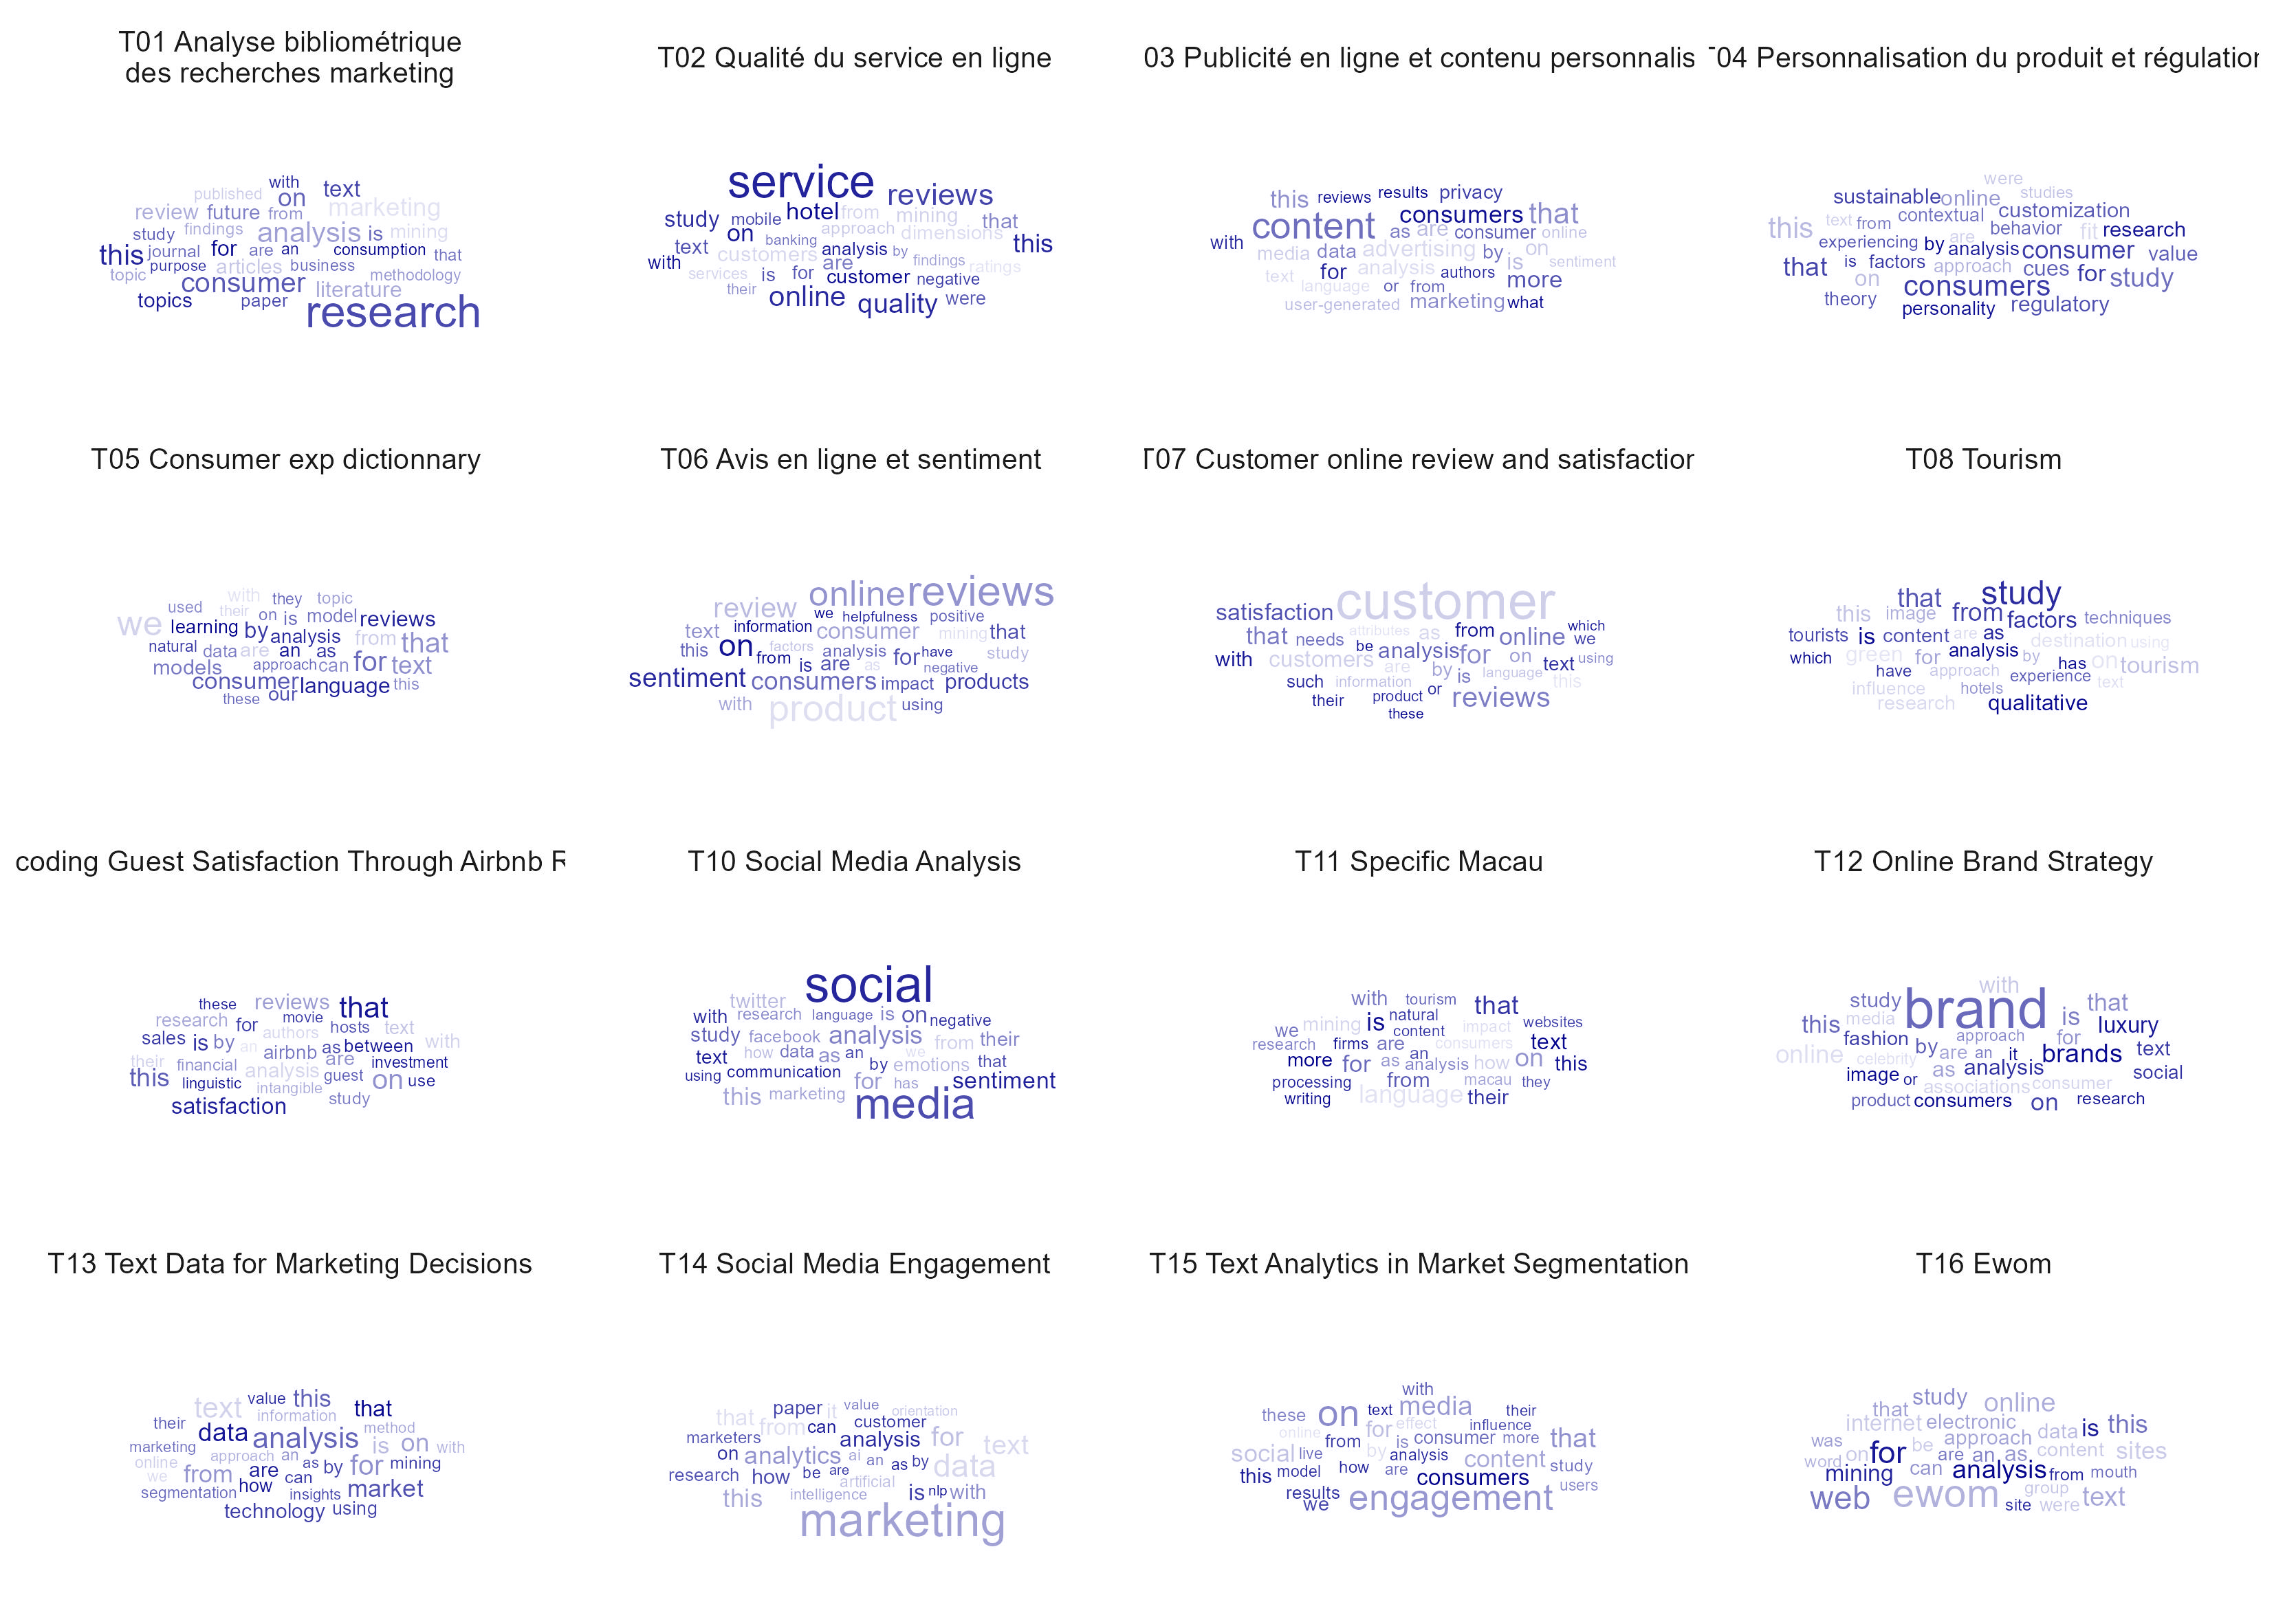 T01 Analyse bibliométrique
des recherches marketing
T02 Qualité du service en ligne
03 Publicité en ligne et contenu personnalis
04 Personnalisation du produit et régulation
published with on text
review future from marketing
study findings analysis is mining
this journal for are an consumption that
topic purpose articles business methodology
consumer literature
topics paper research
service reviews
study mobile hotel from mining that
on approach dimensions
text banking analysis by this
with customers are findings
services is for customer negative ratings
their online quality were
this reviews results privacy
content consumers that
with as are consumer online
media data advertising by on
text for analysis authors is sentiment
language or from more
user-generated marketing what
were
sustainable online studies
this text from contextual customization
behavior fit research
experiencing by are analysis consumer value
that is factors approach cues for study
on consumers
theory personality regulatory
T05 Consumer exp dictionnary
T06 Avis en ligne et sentiment
T07 Customer online review and satisfaction
T08 Tourism
with they topic
used their on is model reviews
we learning by analysis from that
natural data are an as
models approach can for text
consumer language this
these our
online reviews
review we helpfulness positive
text information consumer mining that
this on factors analysis for have study
from is are as negative
sentiment consumers impact products
with product using
customer
satisfaction
that needs attributes as from online which
be we
with customers are analysis for on text using
by is language
such information this
their product or reviews
these
that study
this image from factors techniques
tourists is content are as destination using
which green for analysis by has on tourism
have approach experience text
influence hotels
research qualitative
coding Guest Satisfaction Through Airbnb R
T10 Social Media Analysis
T11 Specific Macau
T12 Online Brand Strategy
these reviews that
research for movie hosts text
sales is by authors
an airbnb as between with
their financial analysis are investment
this linguistic intangible guest on use
satisfaction study
social
twitter
with research language is on negative
study facebook analysis from their
text how data as an we
by emotions that
using communication for has sentiment
this marketing media
with tourism that
we mining is natural content impact websites
research firms are consumers text
more for as an analysis how on this
processing from macau they
writing language their
with
study brand that
this media is luxury
fashion by approach for
online celebrity are an it brands text
image or as analysis social
associations consumer
product consumers on research
T13 Text Data for Marketing Decisions
T14 Social Media Engagement
T15 Text Analytics in Market Segmentation
T16 Ewom
text value this that
their information
data analysis method
marketing is on with
online approach an as by for mining
we from are can
segmentation how insights market
technology using
paper it value orientation
that from can customer
marketers analysis for text
on analytics ai an as by data
research how be are
this artificial intelligence is nlp with
marketing
with
these on text media their
online for effect influence
from is consumer more that
social live by analysis content study
this model how are consumers users
results
we engagement
study online
that internet electronic data is this
was on for be approach
are an as content sites
word mining can analysis from mouth
web ewom group text
site were